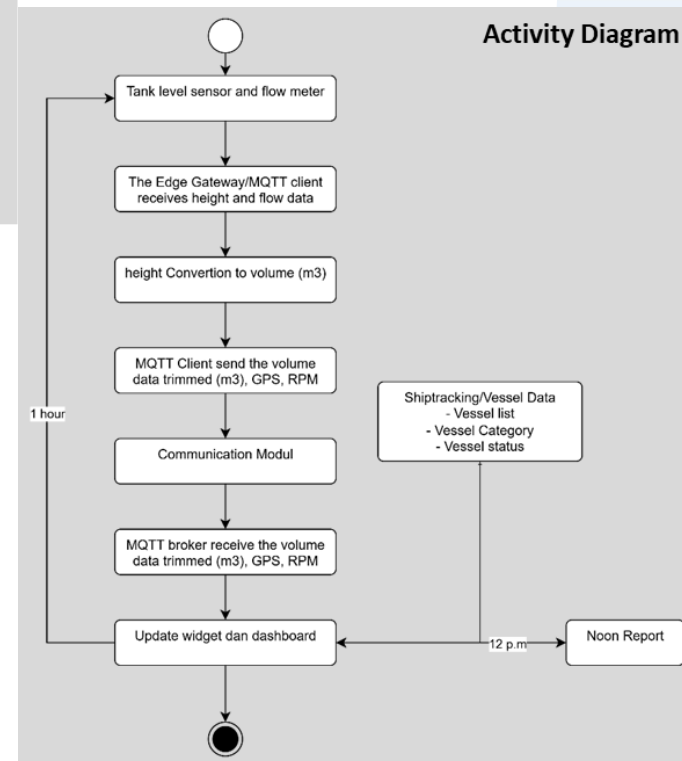 Activity Diagram
Tank level sensor and flow meter
The Edge Gateway/MQTT client
receives height and flow data
height Convertion to volume (m3)
MQTT Client send the volume
data trimmed (m3), GPS, RPM
Shiptracking/Vessel Data
- Vessel list
- Vessel Category
- Vessel status
1 hour
Communication Modul
MQTT broker receive the volume
data trimmed (m3), GPS, RPM
Update widget dan dashboard
12 p.m
Noon Report